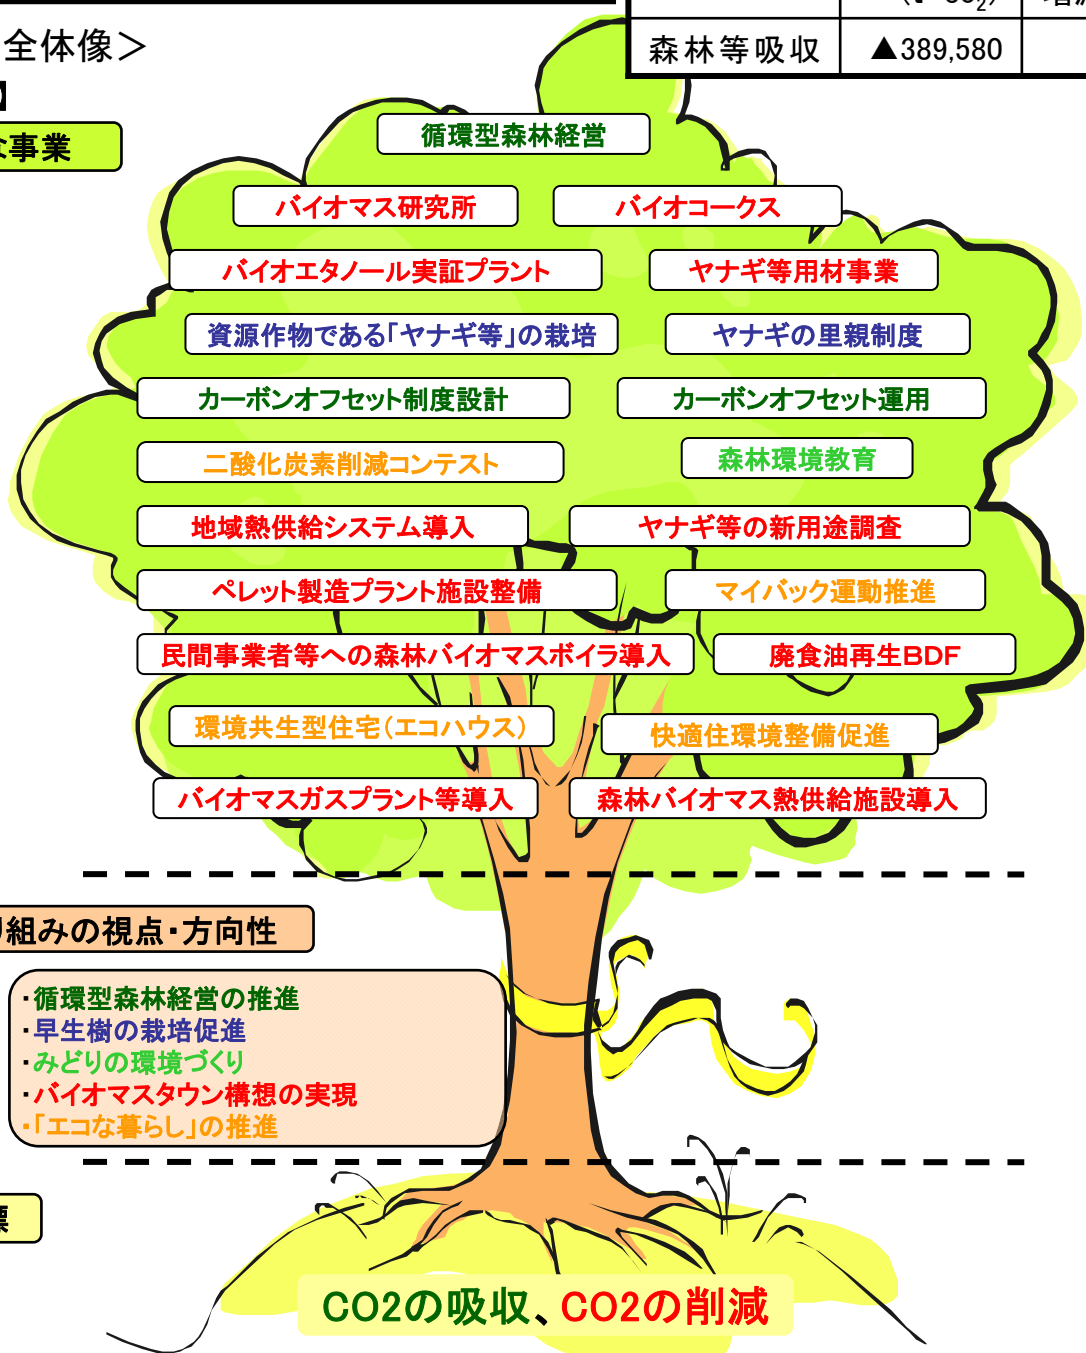 全体像＞
森林等吸収 ▲389,580
な事業
循環型森林経営
バイオマス研究所 バイオコークス
バイオエタノール実証プラント ヤナギ等用材事業
資源作物である「ヤナギ等」の栽培 ヤナギの里親制度
カーボンオフセット制度設計 カーボンオフセット運用
二酸化炭素削減コンテスト 森林環境教育
地域熱供給システム導入 ヤナギ等の新用途調査
ペレット製造プラント施設整備 マイバック運動推進
民間事業者等への森林バイオマスボイラ導入 廃食油再生BDF
環境共生型住宅（エコハウス） 快適住環境整備促進
バイオマスガスプラント等導入 森林バイオマス熱供給施設導入
り組みの視点・方向性
・循環型森林経営の推進
・早生樹の栽培促進
・みどりの環境づくり
・バイオマスタウン構想の実現
・「エコな暮らし」の推進
標
CO2の吸収、CO2の削減